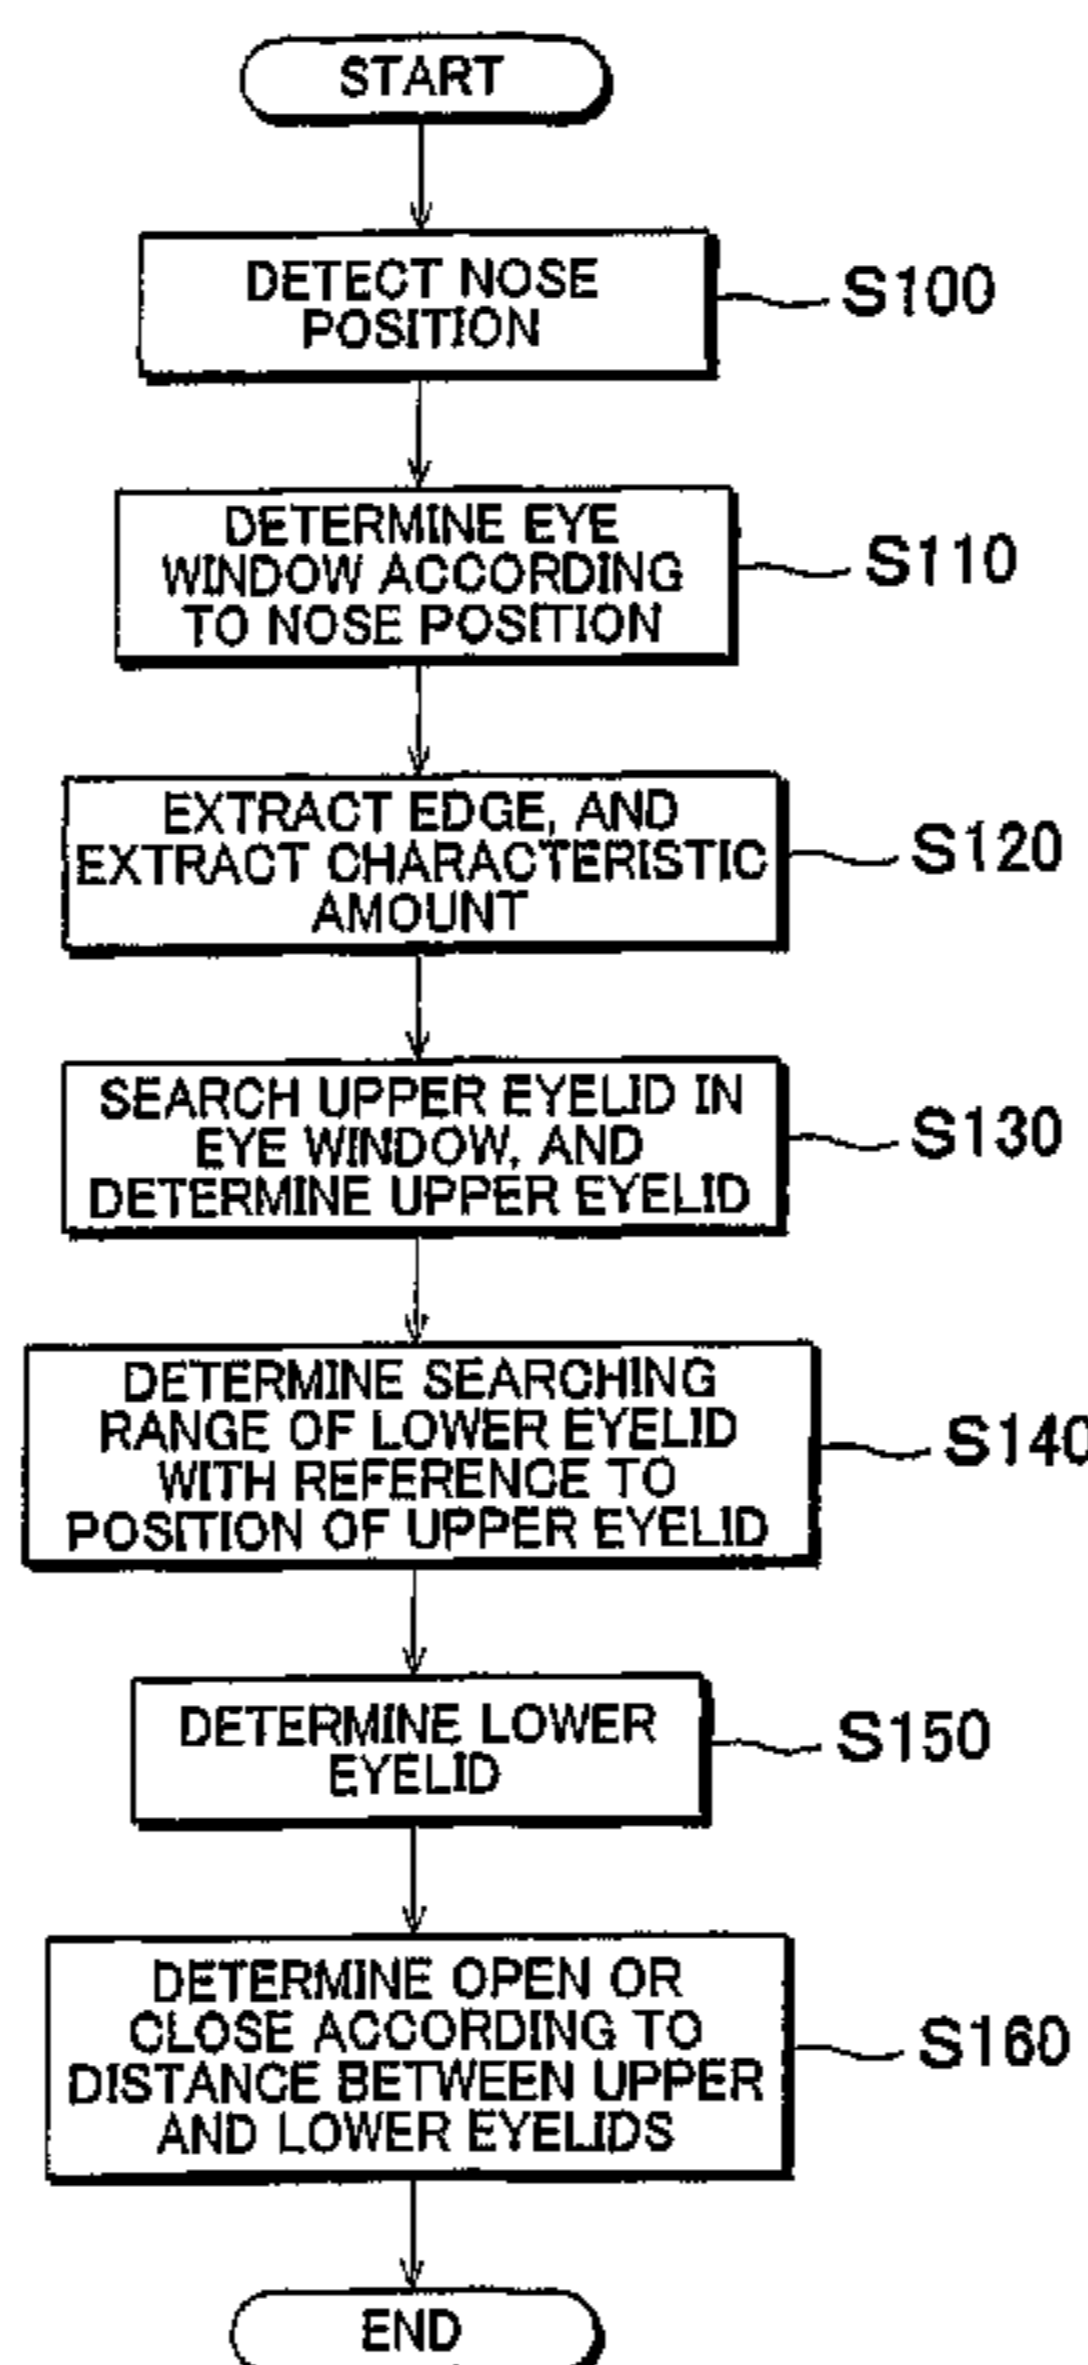 START
DETECT NOSE
POSITION
S100
DETERMINE EYE
WINDOW ACCORDING
TO NOSE POSITION
S110
EXTRACT EDGE, AND
EXTRACT CHARACTERISTIC
AMOUNT
S120
SEARCH UPPER EYELID IN
EYE WINDOW, AND
DETERMINE UPPER EYELID
S130
DETERMINE SEARCHING
RANGE OF LOWER EYELID
WITH REFERENCE TO
POSITION OF UPPER EYELID
S140
DETERMINE LOWER
EYELID
S150
DETERMINE OPEN OR
CLOSE ACCORDING TO
DISTANCE BETWEEN UPPER
AND LOWER EYELIDS
S160
END